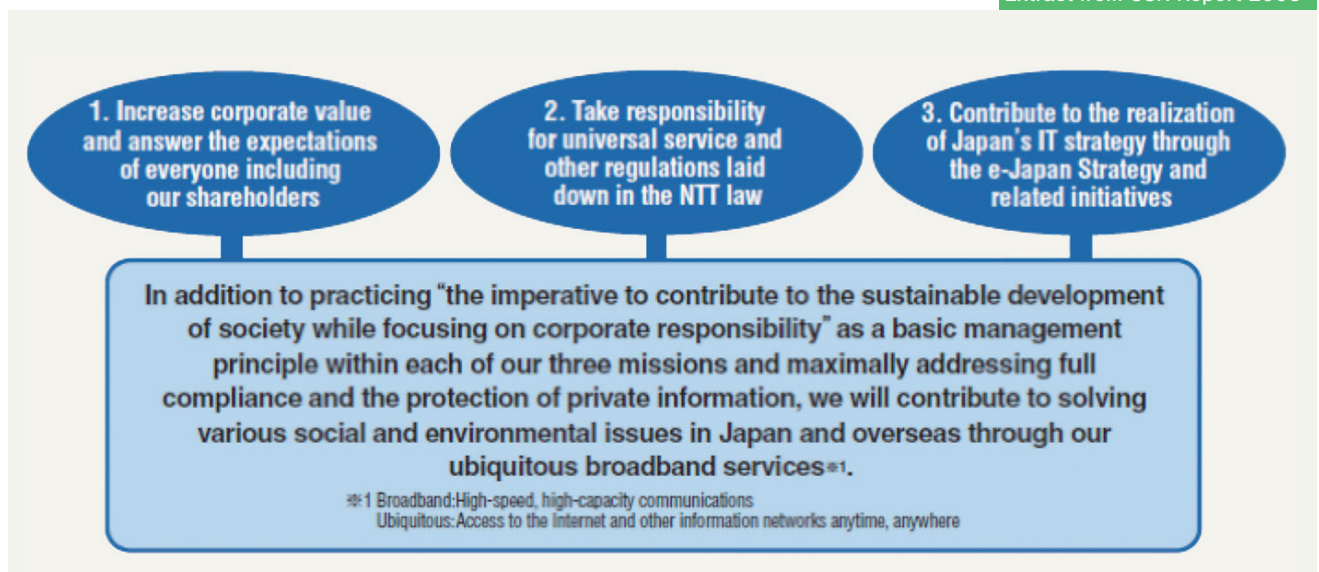 1. Increase corporate value
and answer the expectations
of everyone including
our shareholders
2. Take responsibility
for universal service and
other regulations laid
down in the NTT law
3. Contribute to the realization
of Japan's IT strategy through
the e-Japan Strategy and
related initiatives
In addition to practicing “the imperative to contribute to the sustainable development
of society while focusing on corporate responsibility” as a basic management
principle within each of our three missions and maximally addressing full
compliance and the protection of private information, we will contribute to solving
various social and environmental issues in Japan and overseas through our
ubiquitous broadband services※1.
※1 Broadband:High-speed, high-capacity communications
Ubiquitous:Access to the Internet and other information networks anytime, anywhere